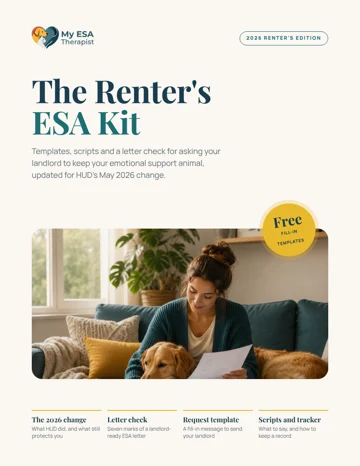 My ESA
Therapist
2026 RENTER'S EDITION
The Renter's
ESA Kit
Templates, scripts and a letter check for asking your
landlord to keep your emotional support animal,
updated for HUD's May 2026 change.
Free
FILL-IN
TEMPLATES
The 2026 change
What HUD did, and what still
protects you
Letter check
Seven marks of a landlord-
ready ESA letter
Request template
A fill-in message to send
your landlord
Scripts and tracker
What to say, and how to
keep a record